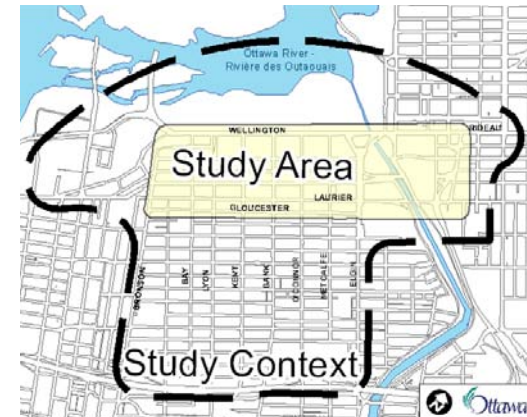 Ottawa River -
Rivière des Outaouais
WELLINGTON
RIDEAU
Study Area
LAURIER
GLOUCESTER
BRONSON
BAY
LYON
KENT
BANK
O'CONNOR
METCALFE
ELGIN
Study Context
Ottawa